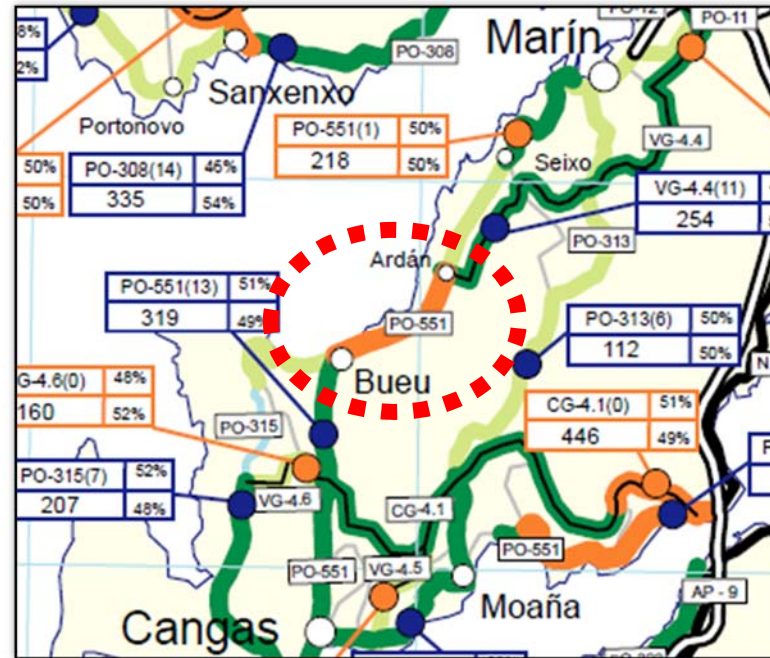 8%
2%
PO-12
PO-11
Marín
PO-308
Sanxenxo
Portonovo
PO-551(1) 50%
218 50%
50%
50%
PO-308(14) 46%
335 54%
Seixo
VG-4.4
VG-4.4(11)
254
PO-313
Ardán
PO-551(13) 51%
319 49%
PO-551
PO-313(6) 50%
112 50%
Bueu
G-4.6(0) 48%
160 52%
CG-4.1(0) 51%
446 49%
PO-315
PO-315(7) 52%
207 48%
VG-4.6
CG-4.1
PO-551
PO-551
VG-4.5
AP - 9
Moaña
Cangas